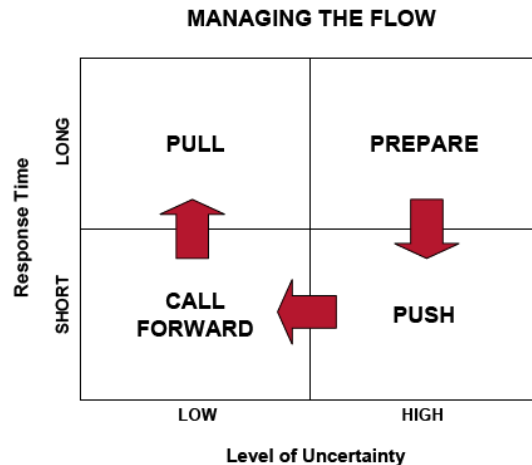 MANAGING THE FLOW
Response Time
LONG
PULL
PREPARE
SHORT
CALL
FORWARD
PUSH
LOW
HIGH
Level of Uncertainty